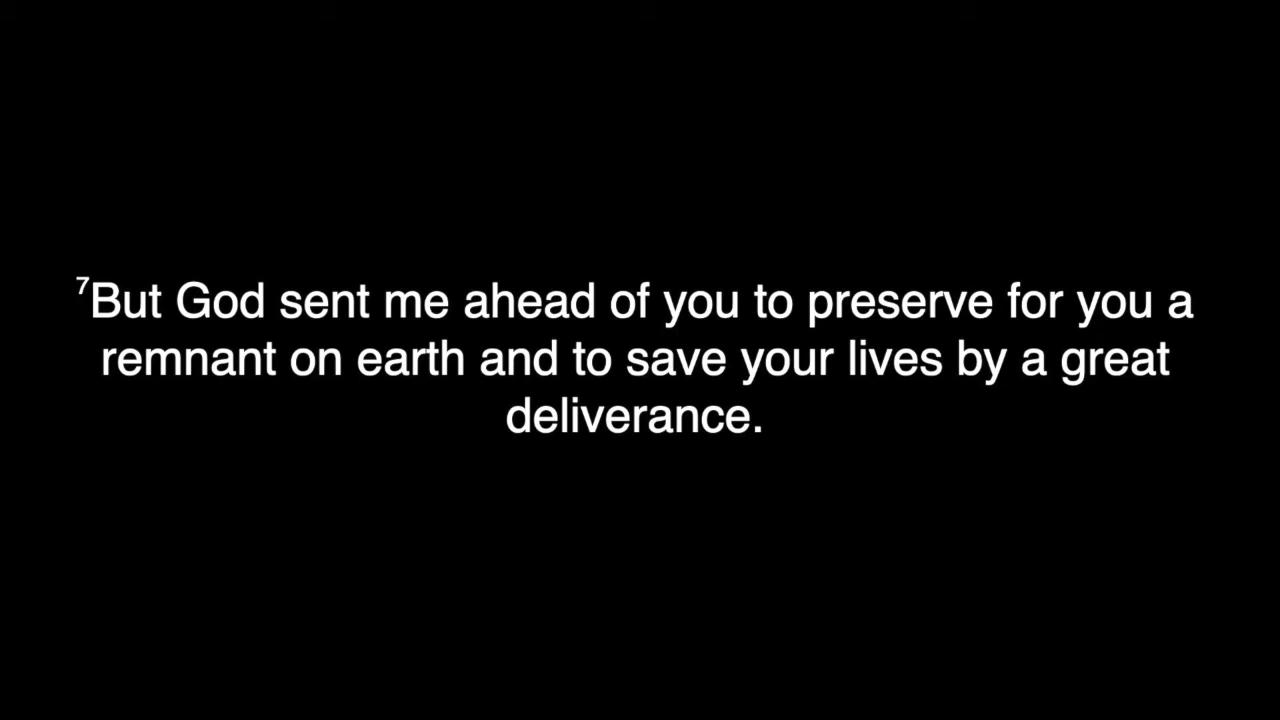 ⁷But God sent me ahead of you to preserve for you a
remnant on earth and to save your lives by a great
deliverance.